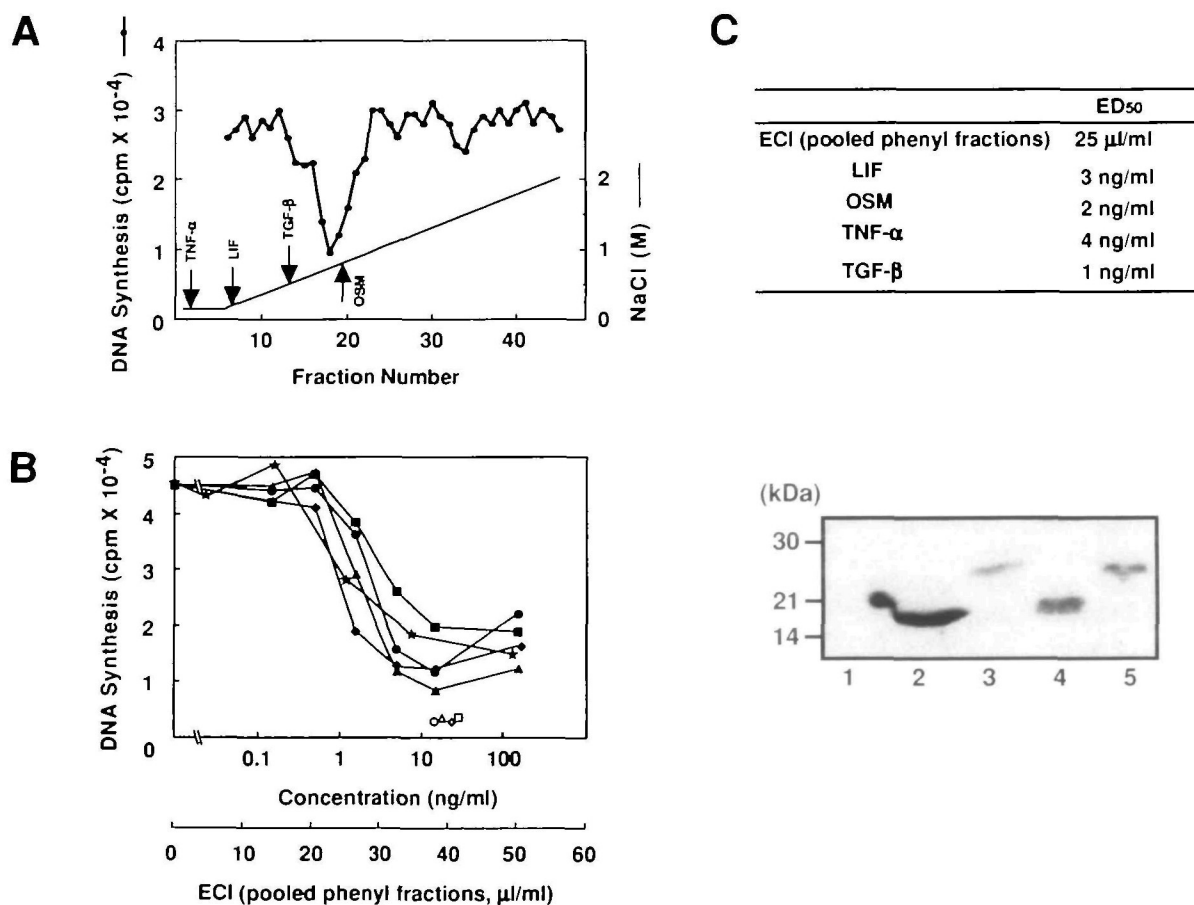 A
DNA Synthesis (cpm X 10-4)
4
3
2
1
0
TNF-α
LIF
TGF-β
OSM
2
1
0
NaCl (M)
10 20 30 40
Fraction Number
C
ED50
ECI (pooled phenyl fractions) 25 µl/ml
LIF 3 ng/ml
OSM 2 ng/ml
TNF-α 4 ng/ml
TGF-β 1 ng/ml
B
DNA Synthesis (cpm X 10-4)
5
4
3
2
1
0
0.1 1 10 100
Concentration (ng/ml)
0 10 20 30 40 50 60
ECI (pooled phenyl fractions, µl/ml)
(kDa)
30
21
14
1 2 3 4 5